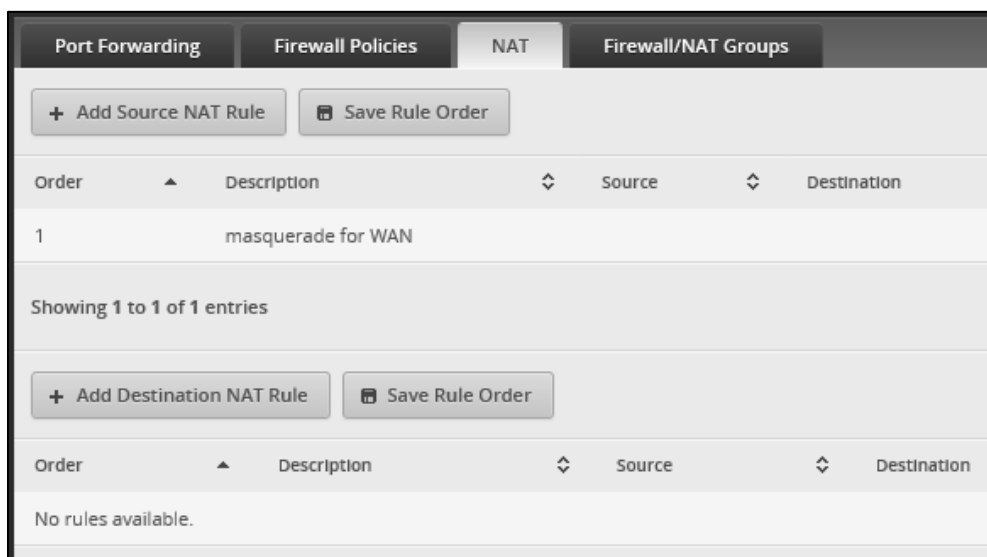 Port Forwarding Firewall Policies NAT Firewall/NAT Groups
+ Add Source NAT Rule Save Rule Order
Order Description Source Destination
1 masquerade for WAN
Showing 1 to 1 of 1 entries
+ Add Destination NAT Rule Save Rule Order
Order Description Source Destination
No rules available.